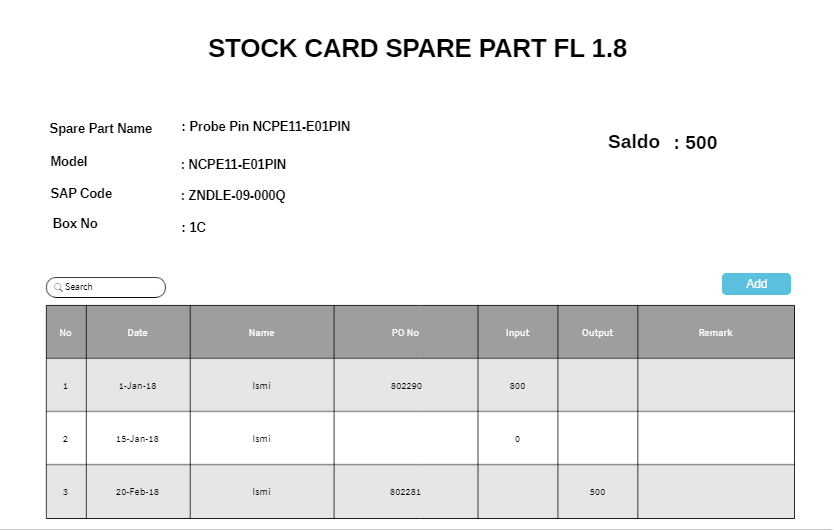 STOCK CARD SPARE PART FL 1.8
Spare Part Name : Probe Pin NCPE11-E01PIN
Saldo : 500
Model : NCPE11-E01PIN
SAP Code : ZNDLE-09-000Q
Box No : 1C
Search
Add
No Date Name PO No Input Output Remark
1 1-Jan-18 Ismi 802290 800
2 15-Jan-18 Ismi 0
3 20-Feb-18 Ismi 802281 500